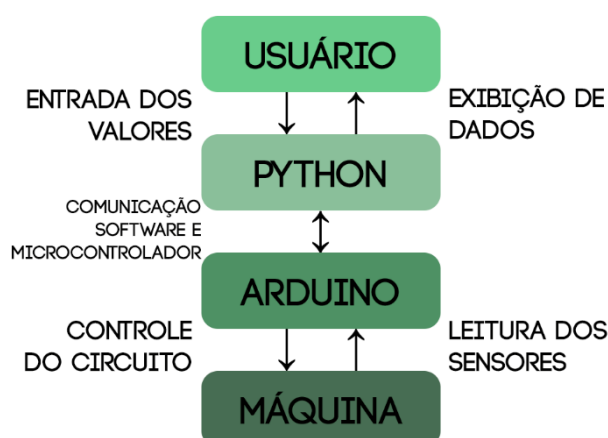 USUÁRIO
ENTRADA DOS
VALORES
EXIBIÇÃO DE
DADOS
PYTHON
COMUNICAÇÃO
SOFTWARE E
MICROCONTROLADOR
ARDUINO
CONTROLE
DO CIRCUITO
LEITURA DOS
SENSORES
MÁQUINA